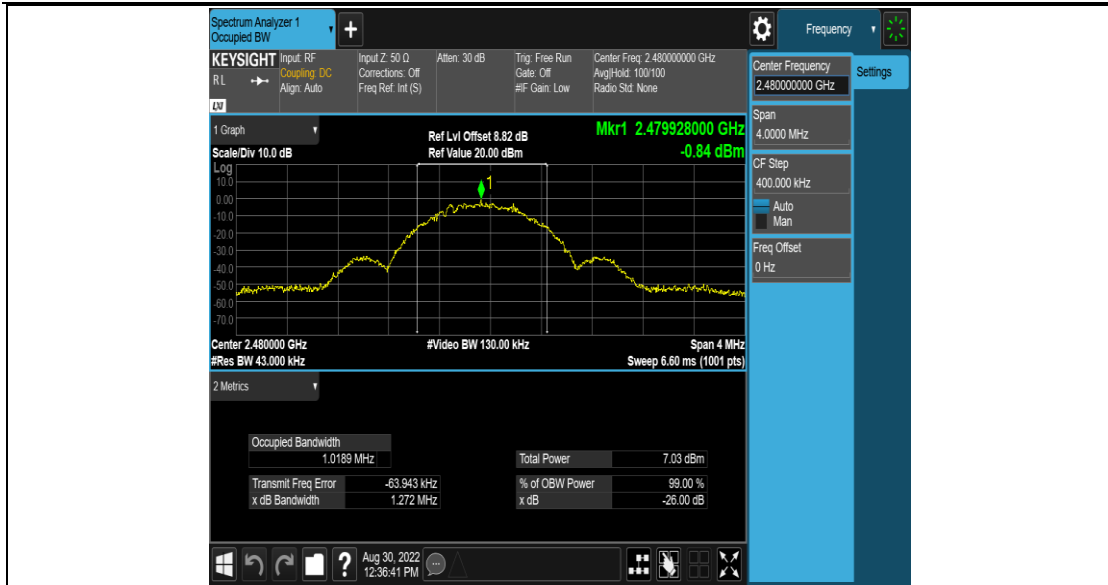 Spectrum Analyzer 1
Occupied BW
+
Frequency
KEYSIGHT
RL
LXI
Input: RF
Coupling: DC
Align: Auto
Input Z: 50 Ω
Corrections: Off
Freq Ref: Int (S)
Atten: 30 dB
Trig: Free Run
Gate: Off
#IF Gain: Low
Center Freq: 2.480000000 GHz
Avg|Hold: 100/100
Radio Std: None
1 Graph
Scale/Div 10.0 dB
Ref Lvl Offset 8.82 dB
Ref Value 20.00 dBm
Mkr1 2.479928000 GHz
-0.84 dBm
Log
10.0
0.00
-10.0
-20.0
-30.0
-40.0
-50.0
-60.0
-70.0
1
Center 2.480000 GHz
#Res BW 43.000 kHz
#Video BW 130.00 kHz
Span 4 MHz
Sweep 6.60 ms (1001 pts)
2 Metrics
Occupied Bandwidth
1.0189 MHz
Transmit Freq Error -63.943 kHz
x dB Bandwidth 1.272 MHz
Total Power 7.03 dBm
% of OBW Power 99.00 %
x dB -26.00 dB
Center Frequency
2.480000000 GHz
Settings
Span
4.0000 MHz
CF Step
400.000 kHz
Auto
Man
Freq Offset
0 Hz
?
Aug 30, 2022
12:36:41 PM